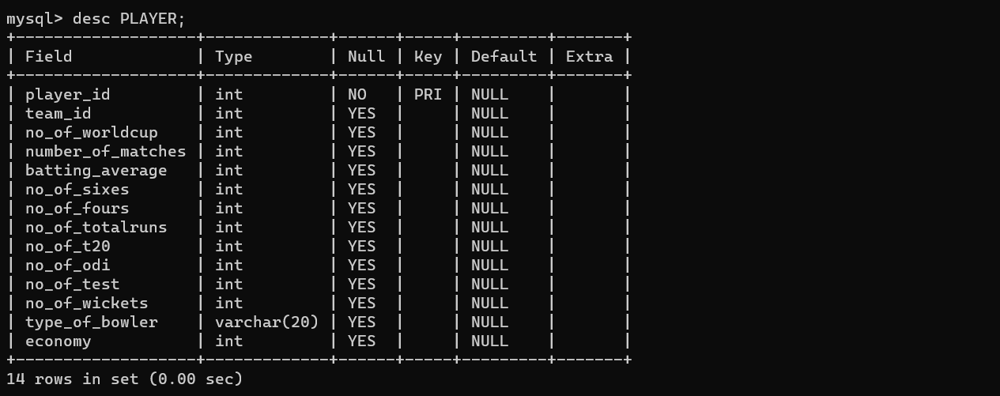 mysql> desc PLAYER;
+-------------------+-------------+------+-----+---------+-------+
| Field             | Type        | Null | Key | Default | Extra |
+-------------------+-------------+------+-----+---------+-------+
| player_id         | int         | NO   | PRI | NULL    |       |
| team_id           | int         | YES  |     | NULL    |       |
| no_of_worldcup    | int         | YES  |     | NULL    |       |
| number_of_matches | int         | YES  |     | NULL    |       |
| batting_average   | int         | YES  |     | NULL    |       |
| no_of_sixes       | int         | YES  |     | NULL    |       |
| no_of_fours       | int         | YES  |     | NULL    |       |
| no_of_totalruns   | int         | YES  |     | NULL    |       |
| no_of_t20         | int         | YES  |     | NULL    |       |
| no_of_odi         | int         | YES  |     | NULL    |       |
| no_of_test        | int         | YES  |     | NULL    |       |
| no_of_wickets     | int         | YES  |     | NULL    |       |
| type_of_bowler    | varchar(20) | YES  |     | NULL    |       |
| economy           | int         | YES  |     | NULL    |       |
+-------------------+-------------+------+-----+---------+-------+
14 rows in set (0.00 sec)